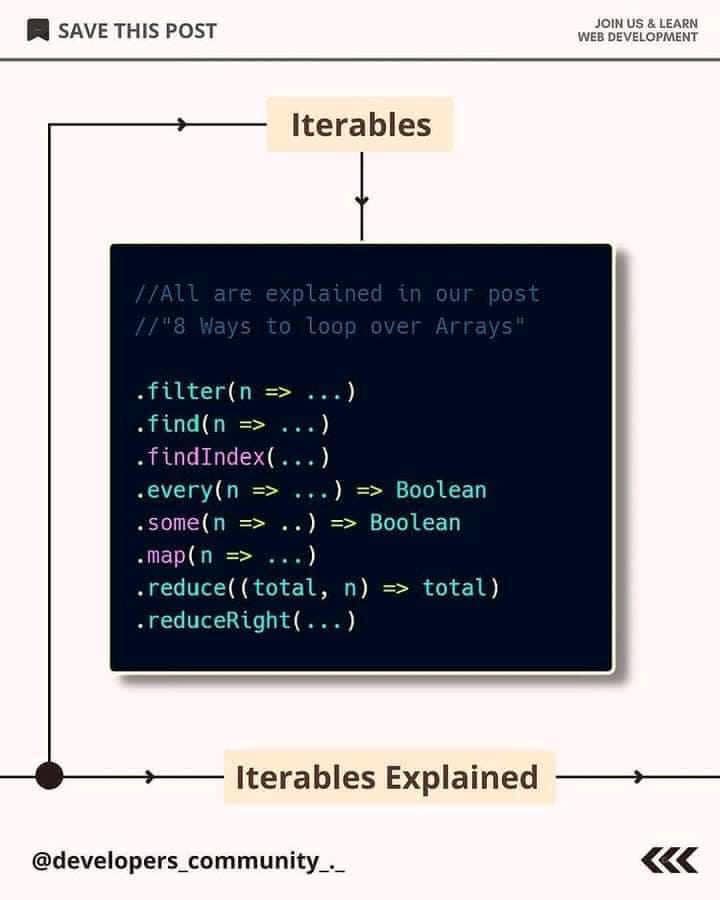 SAVE THIS POST
JOIN US & LEARN
WEB DEVELOPMENT
Iterables
//All are explained in our post
//"8 Ways to loop over Arrays"
.filter(n => ...)
.find(n => ...)
.findIndex(...)
.every(n => ...) => Boolean
.some(n => ..) => Boolean
.map(n => ...)
.reduce((total, n) => total)
.reduceRight(...)
Iterables Explained
@developers_community_._